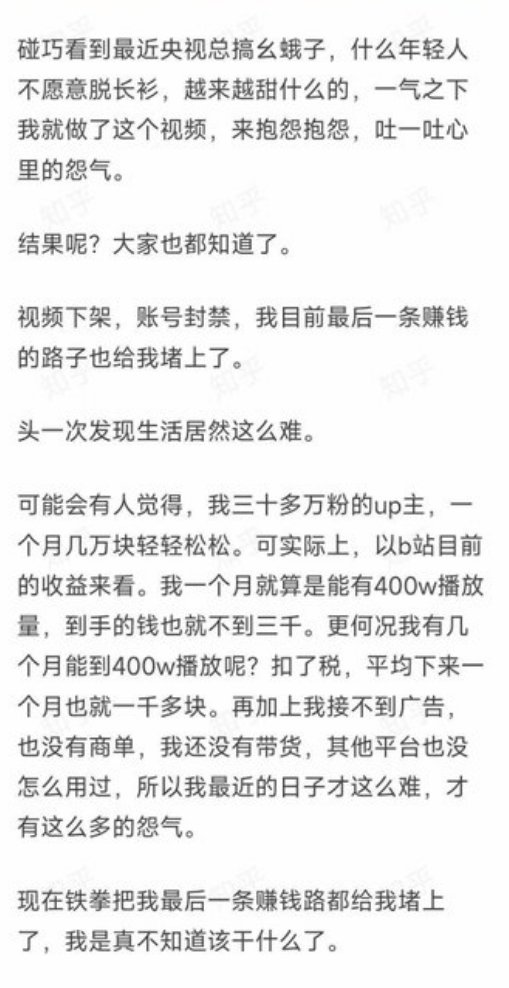 碰巧看到最近央视总搞幺蛾子，什么年轻人
不愿意脱长衫，越来越甜什么的，一气之下
我就做了这个视频，来抱怨抱怨，吐一吐心
里的怨气。
结果呢？大家也都知道了。
视频下架，账号封禁，我目前最后一条赚钱
的路子也给我堵上了。
头一次发现生活居然这么难。
可能会有人觉得，我三十多万粉的up主，一
个月几万块轻轻松松。可实际上，以b站目前
的收益来看。我一个月就算是能有400w播放
量，到手的钱也就不到三千。更何况我有几
个月能到400w播放呢？扣了税，平均下来一
个月也就一千多块。再加上我接不到广告，
也没有商单，我还没有带货，其他平台也没
怎么用过，所以我最近的日子才这么难，才
有这么多的怨气。
现在铁拳把我最后一条赚钱路都给我堵上
了，我是真不知道该干什么了。